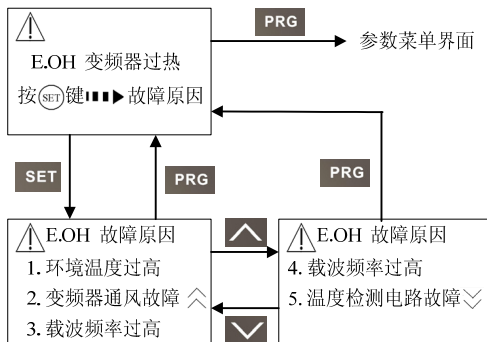 PRG
参数菜单界面
E.OH 变频器过热
按SET键 故障原因
SET
PRG
PRG
E.OH 故障原因
1. 环境温度过高
2. 变频器通风故障
3. 载波频率过高
E.OH 故障原因
4. 载波频率过高
5. 温度检测电路故障